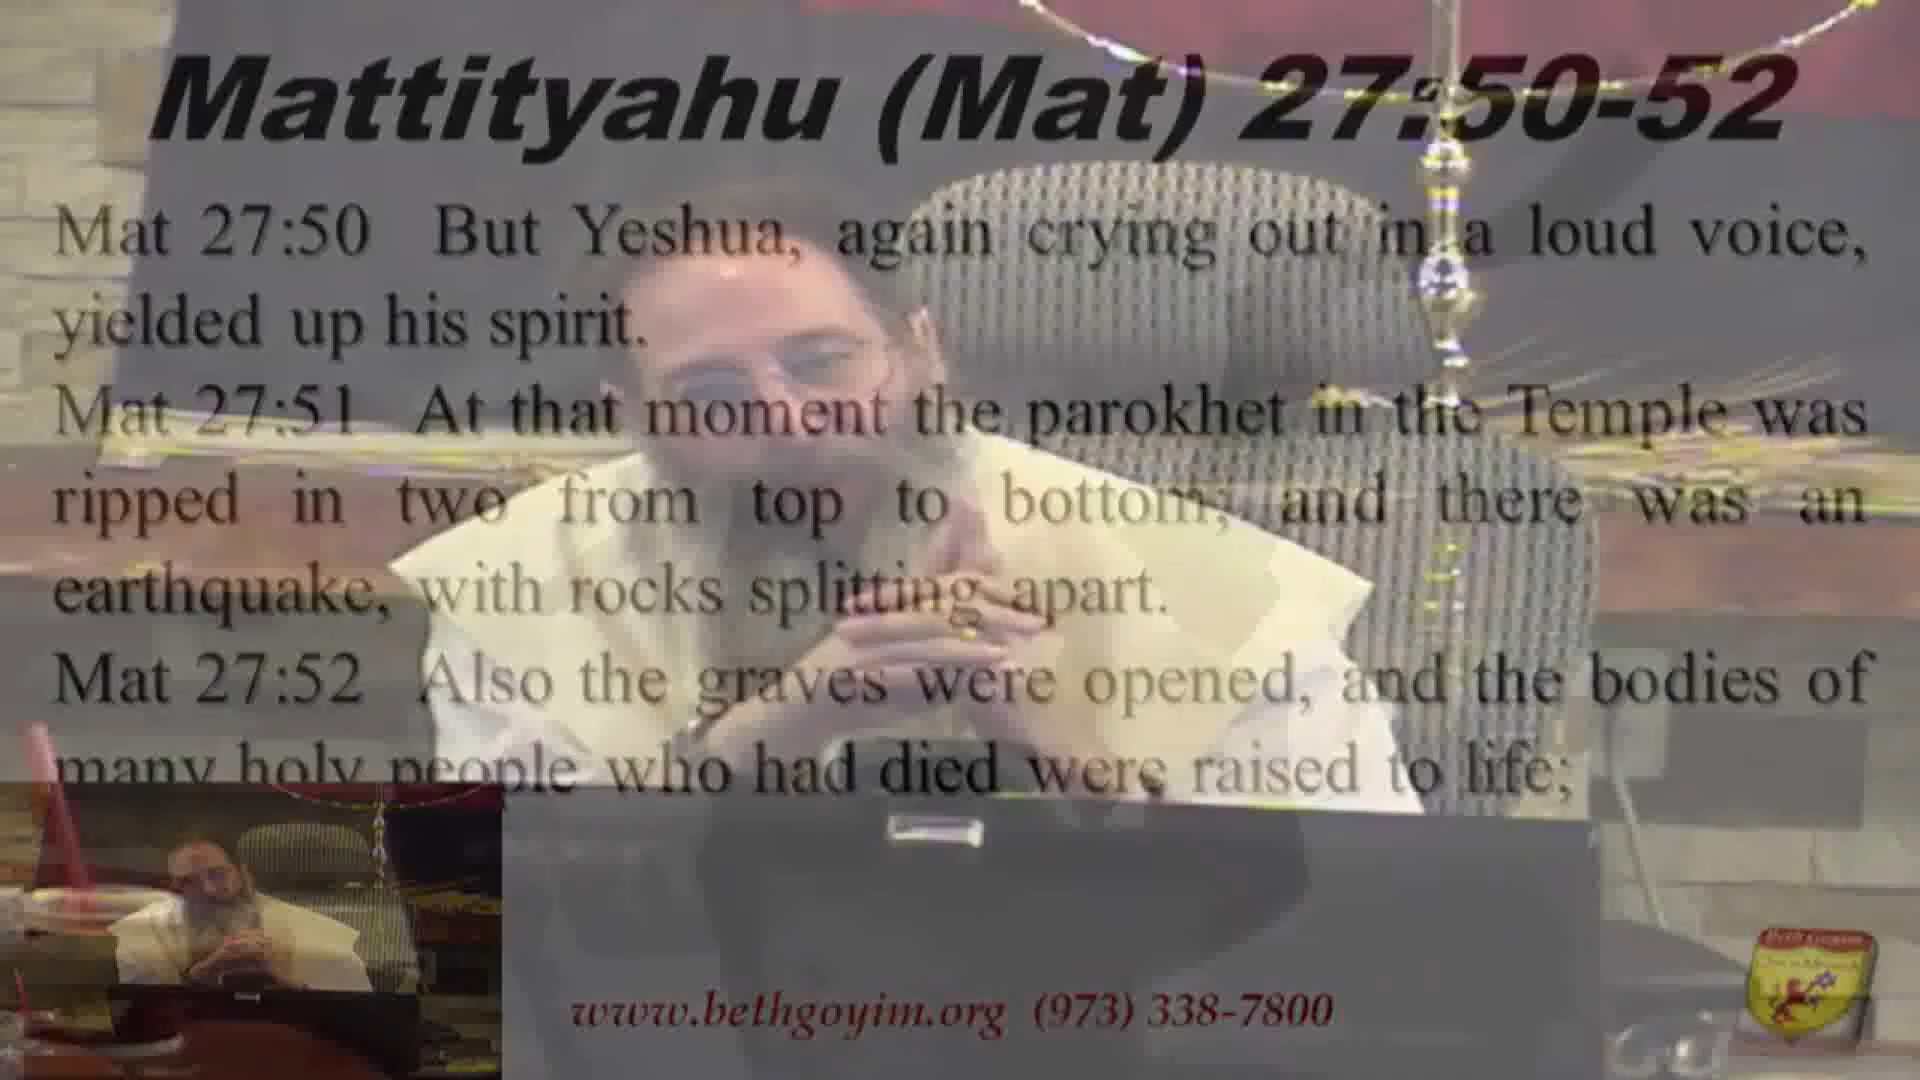 Mattityahu (Mat) 27:50-52
Mat 27:50 But Yeshua, again crying out in a loud voice,
yielded up his spirit.
Mat 27:51 At that moment the parokhet in the Temple was
ripped in two from top to bottom; and there was an
earthquake, with rocks splitting apart.
Mat 27:52 Also the graves were opened, and the bodies of
many holy people who had died were raised to life;
www.bethgoyim.org (973) 338-7800
Beth Goyim